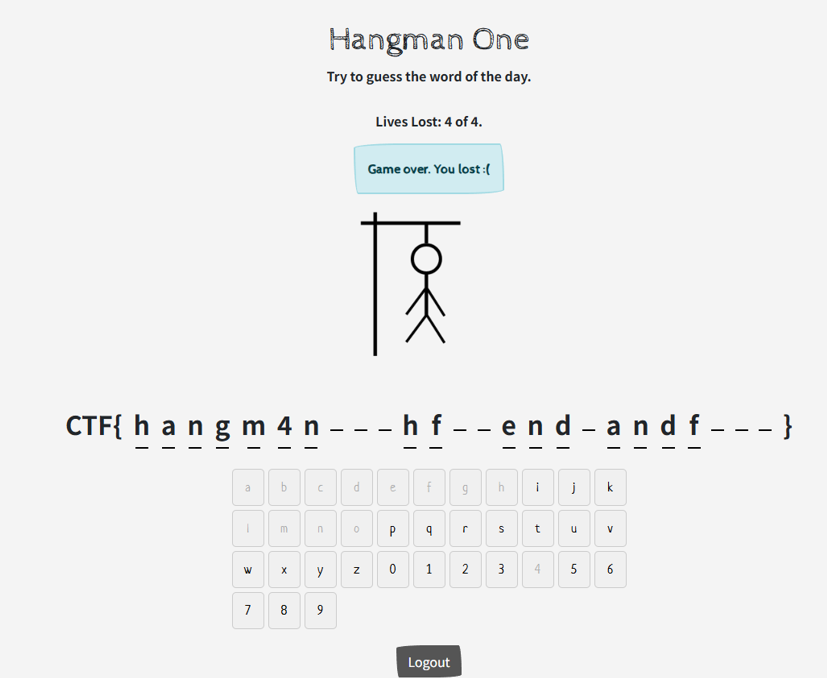 Hangman One
Try to guess the word of the day.
Lives Lost: 4 of 4.
Game over. You lost :(
CTF{ h a n g m 4 n _ _ _ h f _ _ e n d _ a n d f _ _ _ }
a b c d e f g h i j k
l m n o p q r s t u v
w x y z 0 1 2 3 4 5 6
7 8 9
Logout